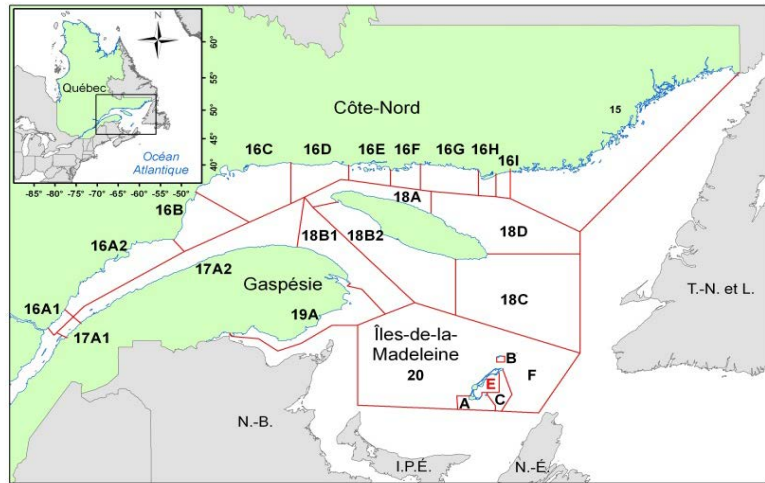 N
Québec
Océan
Atlantique
60°
55°
50°
45°
40°
-85° -80° -75° -70° -65° -60° -55° -50°
Côte-Nord
15
16C 16D 16E 16F 16G 16H
16I
16B
18A
16A2
18B1 18B2
18D
17A2
Gaspésie
18C
T.-N. et L.
16A1
17A1
19A
Îles-de-la-
Madeleine
20
B
F
E
A
C
N.-B.
I.P.É.
N.-É.